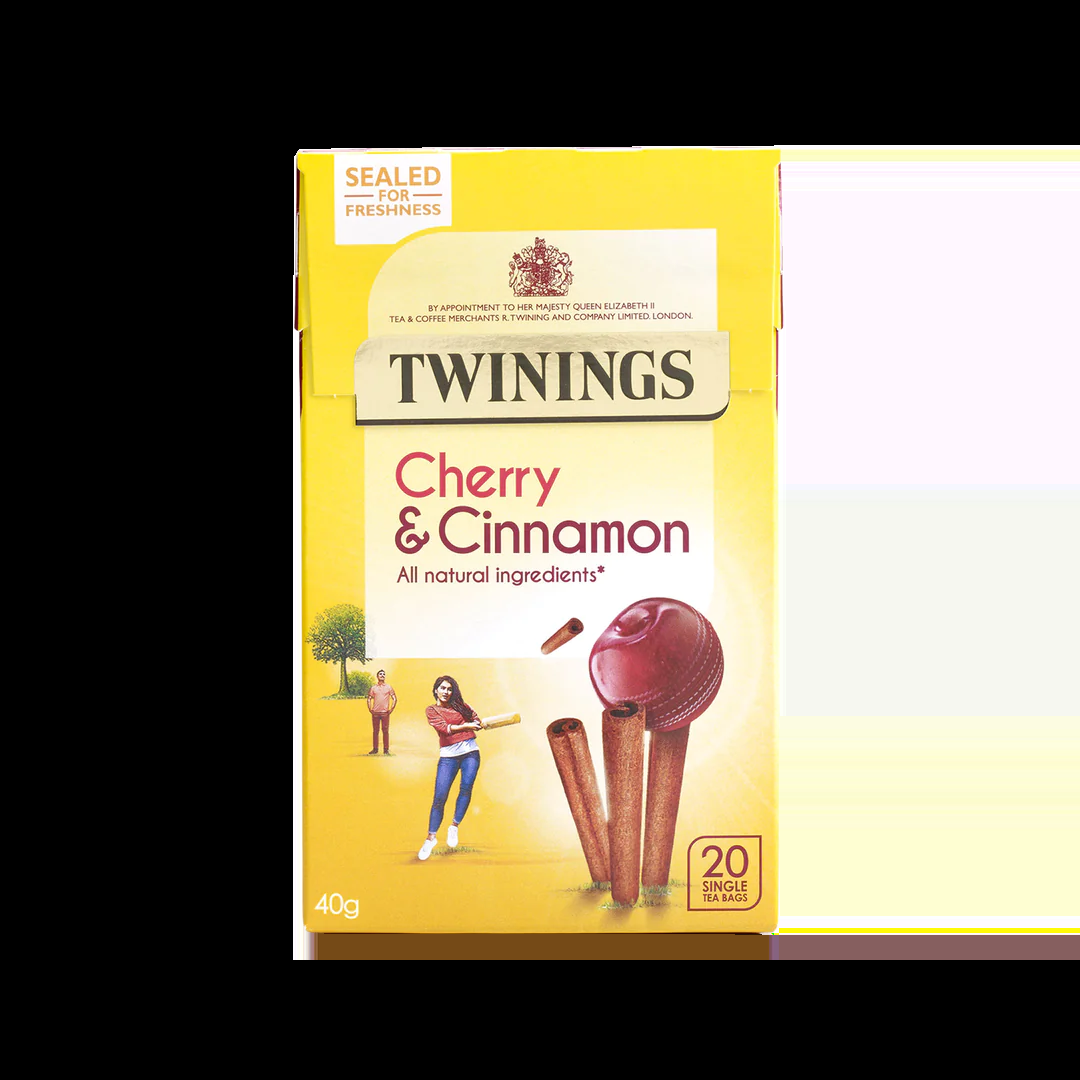 SEALED
FOR
FRESHNESS
BY APPOINTMENT TO HER MAJESTY QUEEN ELIZABETH II
TEA & COFFEE MERCHANTS R. TWINING AND COMPANY LIMITED. LONDON.
TWININGS
Cherry
& Cinnamon
All natural ingredients*
20
SINGLE
TEA BAGS
40g